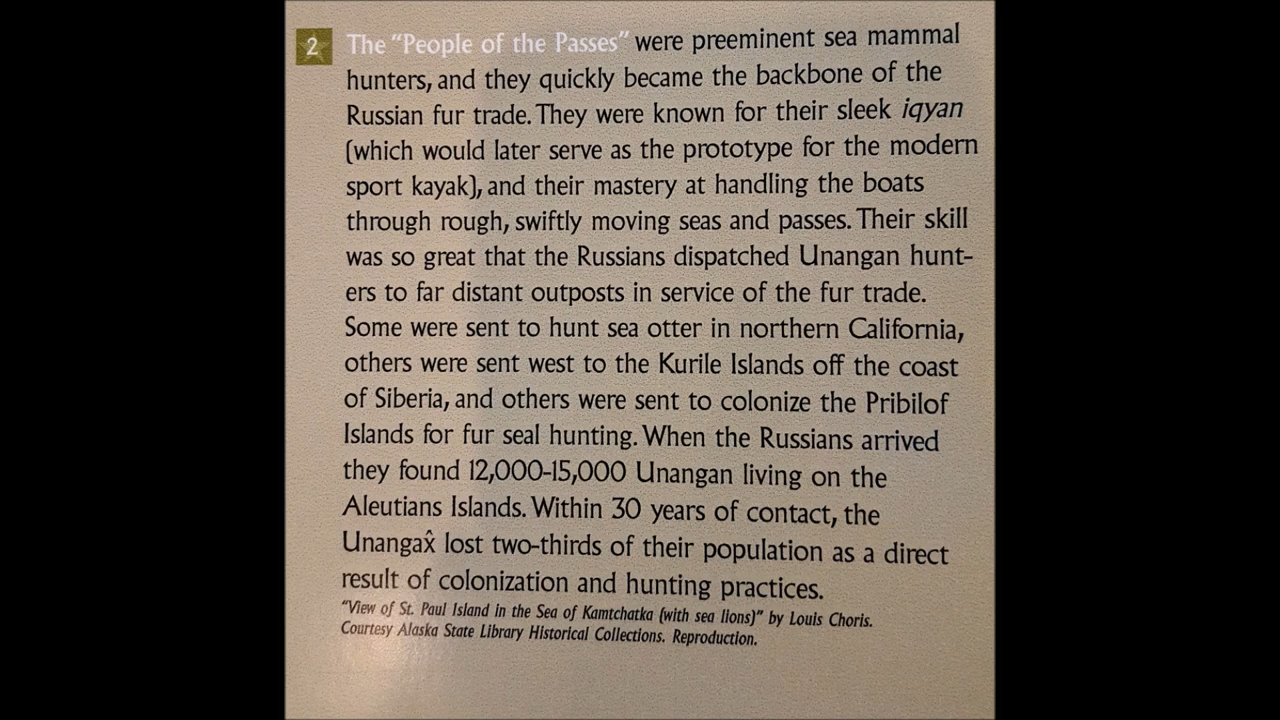 2 The "People of the Passes" were preeminent sea mammal
hunters, and they quickly became the backbone of the
Russian fur trade. They were known for their sleek iqyan
(which would later serve as the prototype for the modern
sport kayak), and their mastery at handling the boats
through rough, swiftly moving seas and passes. Their skill
was so great that the Russians dispatched Unangan hunt-
ers to far distant outposts in service of the fur trade.
Some were sent to hunt sea otter in northern California,
others were sent west to the Kurile Islands off the coast
of Siberia, and others were sent to colonize the Pribilof
Islands for fur seal hunting. When the Russians arrived
they found 12,000-15,000 Unangan living on the
Aleutians Islands. Within 30 years of contact, the
Unangax̂ lost two-thirds of their population as a direct
result of colonization and hunting practices.
"View of St. Paul Island in the Sea of Kamtchatka (with sea lions)" by Louis Choris.
Courtesy Alaska State Library Historical Collections. Reproduction.